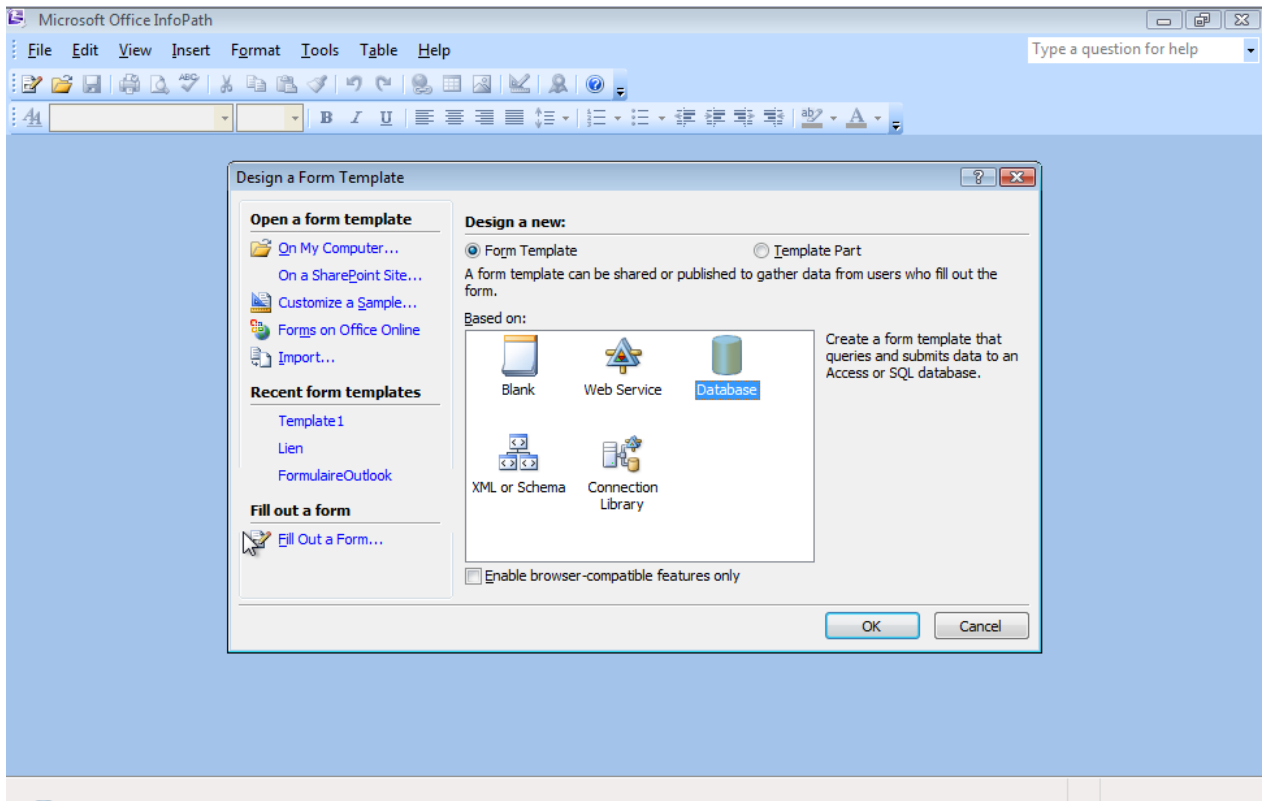 Microsoft Office InfoPath
File Edit View Insert Format Tools Table Help
Type a question for help
ABC
A4
B I U
ab
A
Design a Form Template
Open a form template
On My Computer...
On a SharePoint Site...
Customize a Sample...
Forms on Office Online
Import...
Recent form templates
Template1
Lien
FormulaireOutlook
Fill out a form
Fill Out a Form...
Design a new:
Form Template
Template Part
A form template can be shared or published to gather data from users who fill out the
form.
Based on:
Blank
Web Service
Database
XML or Schema
Connection
Library
Create a form template that
queries and submits data to an
Access or SQL database.
Enable browser-compatible features only
OK
Cancel